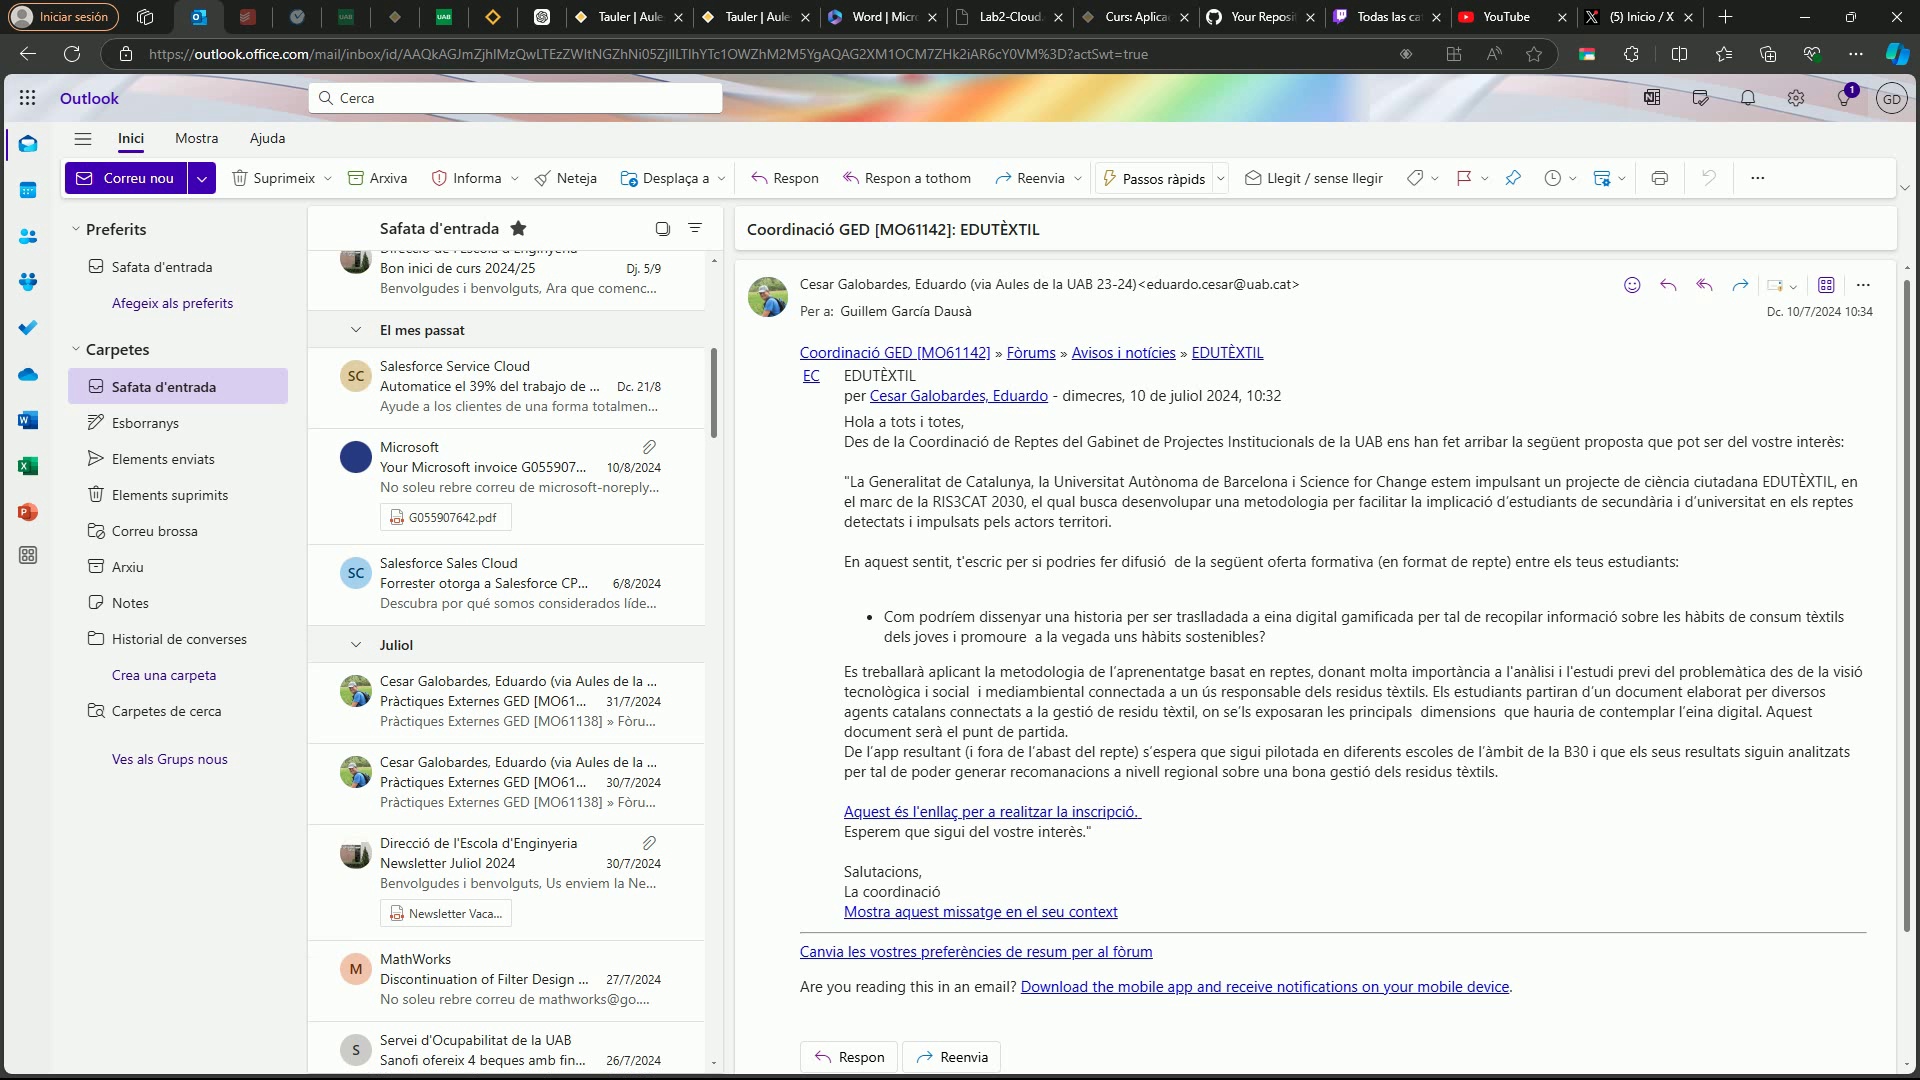 Iniciar sesión
Tauler | Aule
Tauler | Aule
Word | Micr
Lab2-Cloud.
Curs: Aplica
Your Reposi
Todas las ca
YouTube
(5) Inicio / X
https://outlook.office.com/mail/inbox/id/
?actSwt=true
Outlook
Cerca
1
GD
Inici
Mostra
Ajuda
Correu nou
Suprimeix
Arxiva
Informa
Neteja
Desplaça a
Respon
Respon a tothom
Reenvia
Passos ràpids
Llegit / sense llegir
...
Preferits
Safata d'entrada
Afegeix als preferits
Carpetes
Safata d'entrada
Esborranys
Elements enviats
Elements suprimits
Correu brossa
Arxiu
Notes
Historial de converses
Crea una carpeta
Carpetes de cerca
Ves als Grups nous
Safata d'entrada
Direcció de l'Escola d'Enginyeria
Bon inici de curs 2024/25 Dj. 5/9
Benvolgudes i benvolguts, Ara que comenc...
El mes passat
SC
Salesforce Service Cloud
Automatice el 39% del trabajo de ... Dc. 21/8
Ayude a los clientes de una forma totalmen...
Microsoft
Your Microsoft invoice G055907... 10/8/2024
No soleu rebre correu de microsoft-noreply...
G055907642.pdf
SC
Salesforce Sales Cloud
Forrester otorga a Salesforce CP... 6/8/2024
Descubra por qué somos considerados líde...
Juliol
Cesar Galobardes, Eduardo (via Aules de la ...
Pràctiques Externes GED [MO61... 31/7/2024
Pràctiques Externes GED [MO61138] » Fòru...
Cesar Galobardes, Eduardo (via Aules de la ...
Pràctiques Externes GED [MO61... 30/7/2024
Pràctiques Externes GED [MO61138] » Fòru...
Direcció de l'Escola d'Enginyeria
Newsletter Juliol 2024 30/7/2024
Benvolgudes i benvolguts, Us enviem la Ne...
Newsletter Vaca...
M
MathWorks
Discontinuation of Filter Design ... 27/7/2024
No soleu rebre correu de mathworks@go....
S
Servei d'Ocupabilitat de la UAB
Sanofi ofereix 4 beques amb fin... 26/7/2024
Coordinació GED [MO61142]: EDUTÈXTIL
Cesar Galobardes, Eduardo (via Aules de la UAB 23-24)<eduardo.cesar@uab.cat>
Per a: Guillem García Dausà
Dc. 10/7/2024 10:34
Coordinació GED [MO61142] » Fòrums » Avisos i notícies » EDUTÈXTIL
EC EDUTÈXTIL
per Cesar Galobardes, Eduardo - dimecres, 10 de juliol 2024, 10:32
Hola a tots i totes,
Des de la Coordinació de Reptes del Gabinet de Projectes Institucionals de la UAB ens han fet arribar la següent proposta que pot ser del vostre interès:
"La Generalitat de Catalunya, la Universitat Autònoma de Barcelona i Science for Change estem impulsant un projecte de ciència ciutadana EDUTÈXTIL, en
el marc de la RIS3CAT 2030, el qual busca desenvolupar una metodologia per facilitar la implicació d'estudiants de secundària i d'universitat en els reptes
detectats i impulsats pels actors territori.
En aquest sentit, t'escric per si podries fer difusió de la següent oferta formativa (en format de repte) entre els teus estudiants:
• Com podríem dissenyar una historia per ser traslladada a eina digital gamificada per tal de recopilar informació sobre les hàbits de consum tèxtils
dels joves i promoure a la vegada uns hàbits sostenibles?
Es treballarà aplicant la metodologia de l'aprenentatge basat en reptes, donant molta importància a l'anàlisi i l'estudi previ del problemàtica des de la visió
tecnològica i social i mediambiental connectada a un ús responsable dels residus tèxtils. Els estudiants partiran d'un document elaborat per diversos
agents catalans connectats a la gestió de residu tèxtil, on se'ls exposaran les principals dimensions que hauria de contemplar l'eina digital. Aquest
document serà el punt de partida.
De l'app resultant (i fora de l'abast del repte) s'espera que sigui pilotada en diferents escoles de l'àmbit de la B30 i que els seus resultats siguin analitzats
per tal de poder generar recomanacions a nivell regional sobre una bona gestió dels residus tèxtils.
Aquest és l'enllaç per a realitzar la inscripció.
Esperem que sigui del vostre interès."
Salutacions,
La coordinació
Mostra aquest missatge en el seu context
Canvia les vostres preferències de resum per al fòrum
Are you reading this in an email? Download the mobile app and receive notifications on your mobile device.
Respon
Reenvia